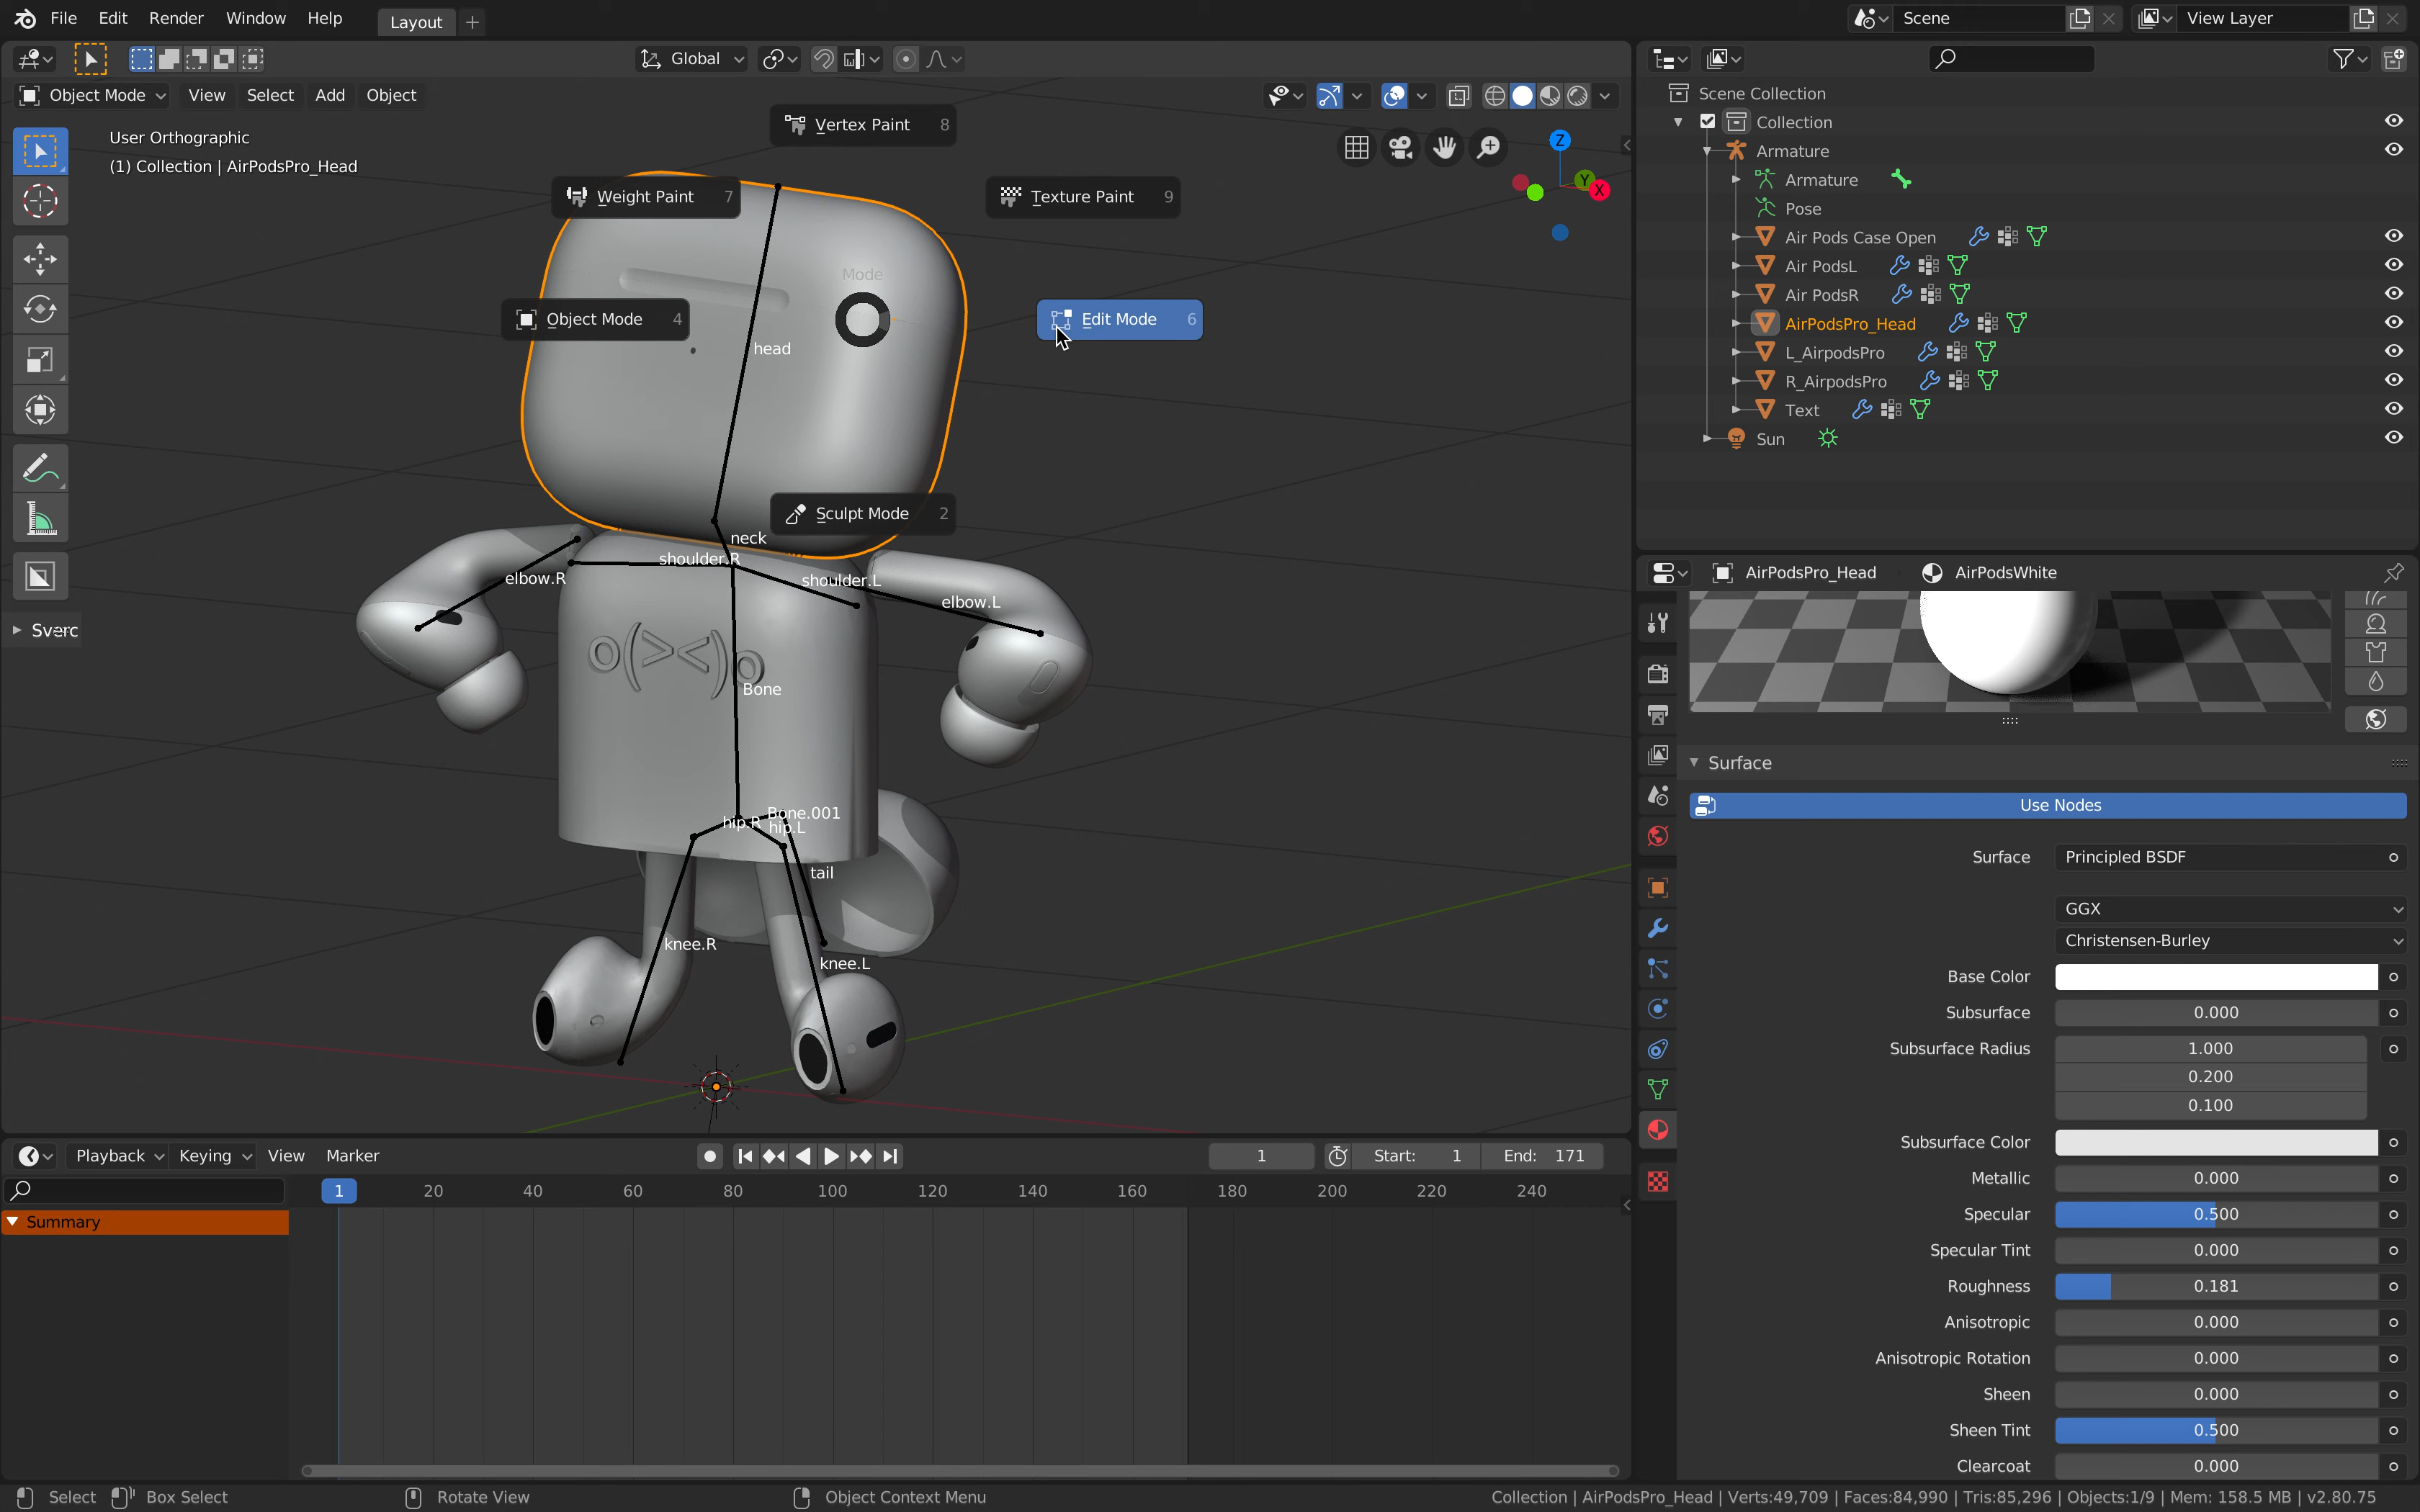 File Edit Render Window Help Layout + Scene View Layer
Global
Object Mode View Select Add Object
User Orthographic
(1) Collection | AirPodsPro_Head
Vertex Paint 8
Weight Paint 7
Texture Paint 9
Mode
Object Mode 4
Edit Mode 6
Sculpt Mode 2
Z
Y
X
head
neck
shoulder.R
shoulder.L
elbow.R
elbow.L
o(><)o
Bone
Bone.001
hip.R
hip.L
tail
knee.R
knee.L
Scene Collection
Collection
Armature
Armature
Pose
Air Pods Case Open
Air PodsL
Air PodsR
AirPodsPro_Head
L_AirpodsPro
R_AirpodsPro
Text
Sun
AirPodsPro_Head AirPodsWhite
Surface
Use Nodes
Surface Principled BSDF
GGX
Christensen-Burley
Base Color
Subsurface 0.000
Subsurface Radius 1.000
0.200
0.100
Subsurface Color
Metallic 0.000
Specular 0.500
Specular Tint 0.000
Roughness 0.181
Anisotropic 0.000
Anisotropic Rotation 0.000
Sheen 0.000
Sheen Tint 0.500
Clearcoat 0.000
Playback Keying View Marker 1 Start: 1 End: 171
1 20 40 60 80 100 120 140 160 180 200 220 240
Summary
Select Box Select Rotate View Object Context Menu Collection | AirPodsPro_Head | Verts:49,709 | Faces:84,990 | Tris:85,296 | Objects:1/9 | Mem: 158.5 MB | v2.80.75